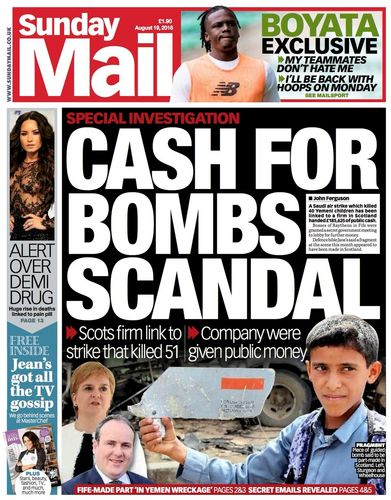 WWW.SUNDAYMAIL.CO.UK
Sunday
Mail
£1.90
August 19, 2018
BOYATA
EXCLUSIVE
MY TEAMMATES
DON'T HATE ME
I'LL BE BACK WITH
HOOPS ON MONDAY
SEE MAILSPORT
SPECIAL INVESTIGATION
CASH FOR
BOMBS
SCANDAL
John Ferguson
A Saudi air strike which killed
40 Yemeni children has been
linked to a firm in Scotland
handed £185,625 of public cash.
Bosses of Raytheon in Fife were
granted a secret government meeting
to lobby for further money.
Defence bible Jane's said a fragment
at the scene this month appeared to
have been made in Scotland.
Scots firm link to
strike that killed 51
Company were
given public money
ALERT
OVER
DEMI
DRUG
Huge rise in deaths
linked to pain pill
PAGE 13
FREE
INSIDE
Jean's
got all
the TV
gossip
We go behind scenes
at MasterChef
PLUS
Stars, beauty,
fashion, TV
and much,
much more
FRAGMENT
Piece of guided
bomb said to be
part-made in
Scotland. Left,
Sturgeon and
FIFE-MADE PART 'IN YEMEN WRECKAGE' PAGES 2&3
SECRET EMAILS REVEALED PAGES 4&5